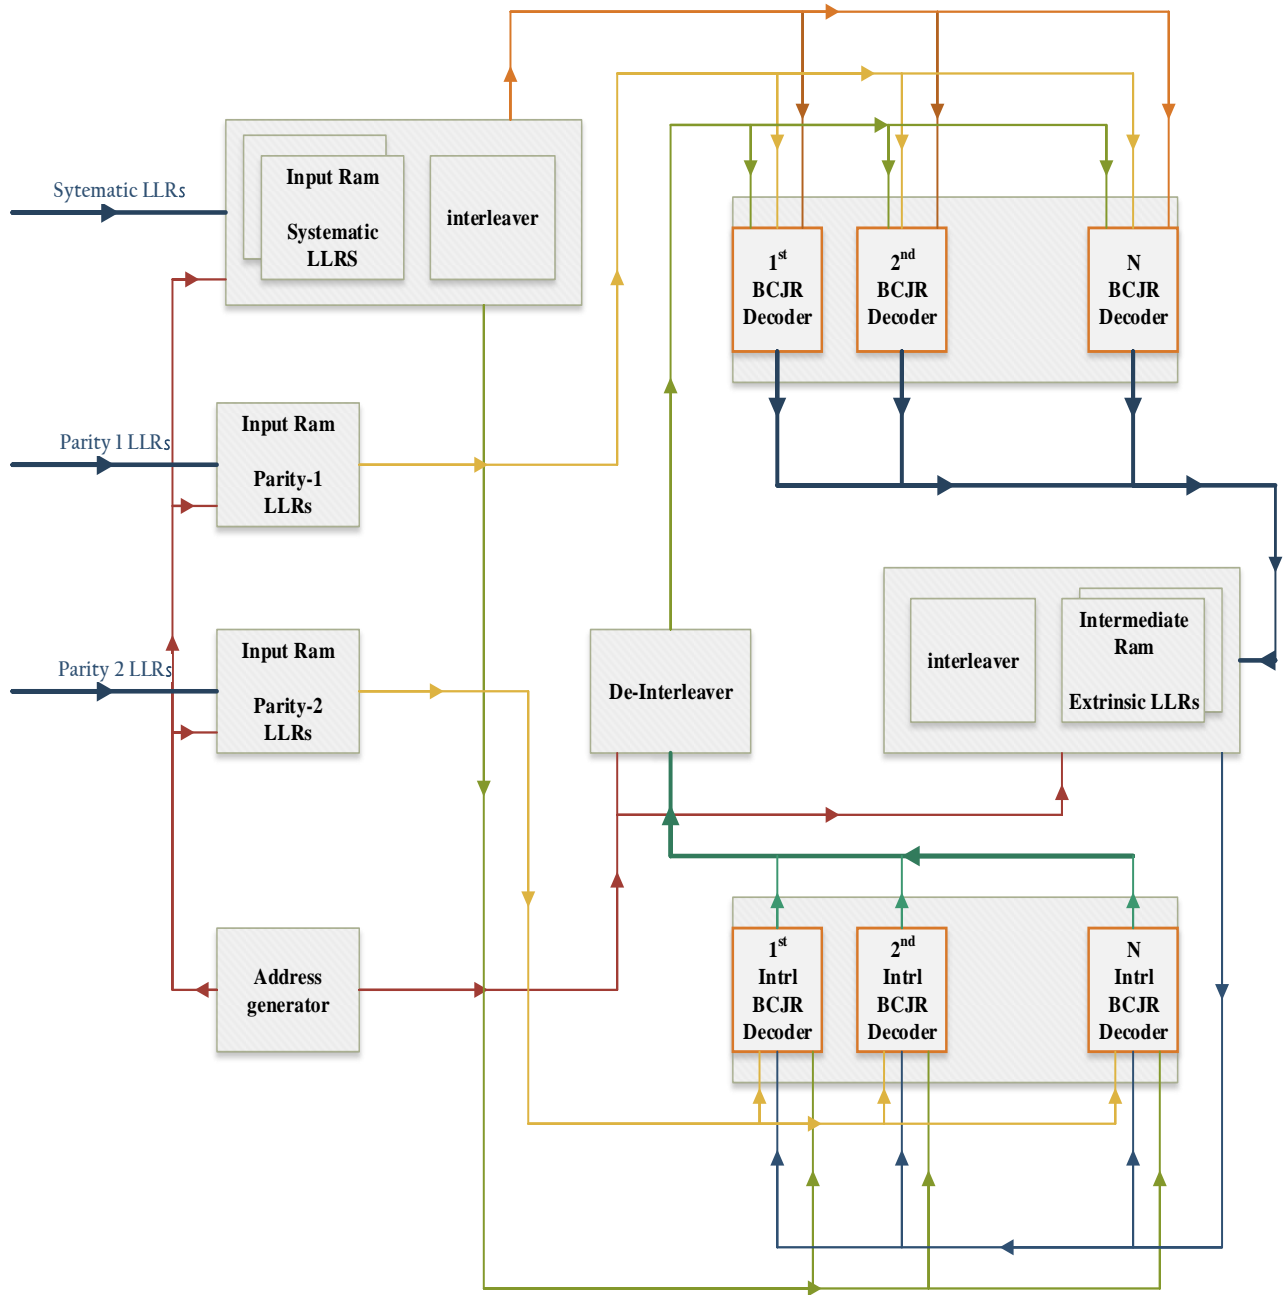 Sytematic LLRs
Input Ram
Systematic
LLRS
interleaver
1st
BCJR
Decoder
2nd
BCJR
Decoder
N
BCJR
Decoder
Parity 1 LLRs
Input Ram
Parity-1
LLRs
Parity 2 LLRs
Input Ram
Parity-2
LLRs
De-Interleaver
interleaver
Intermediate
Ram
Extrinsic LLRs
Address
generator
1st
Intrl
BCJR
Decoder
2nd
Intrl
BCJR
Decoder
N
Intrl
BCJR
Decoder